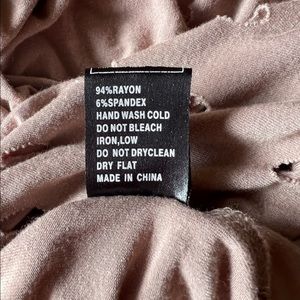 94%RAYON
6%SPANDEX
HAND WASH COLD
DO NOT BLEACH
IRON,LOW
DO NOT DRYCLEAN
DRY FLAT
MADE IN CHINA